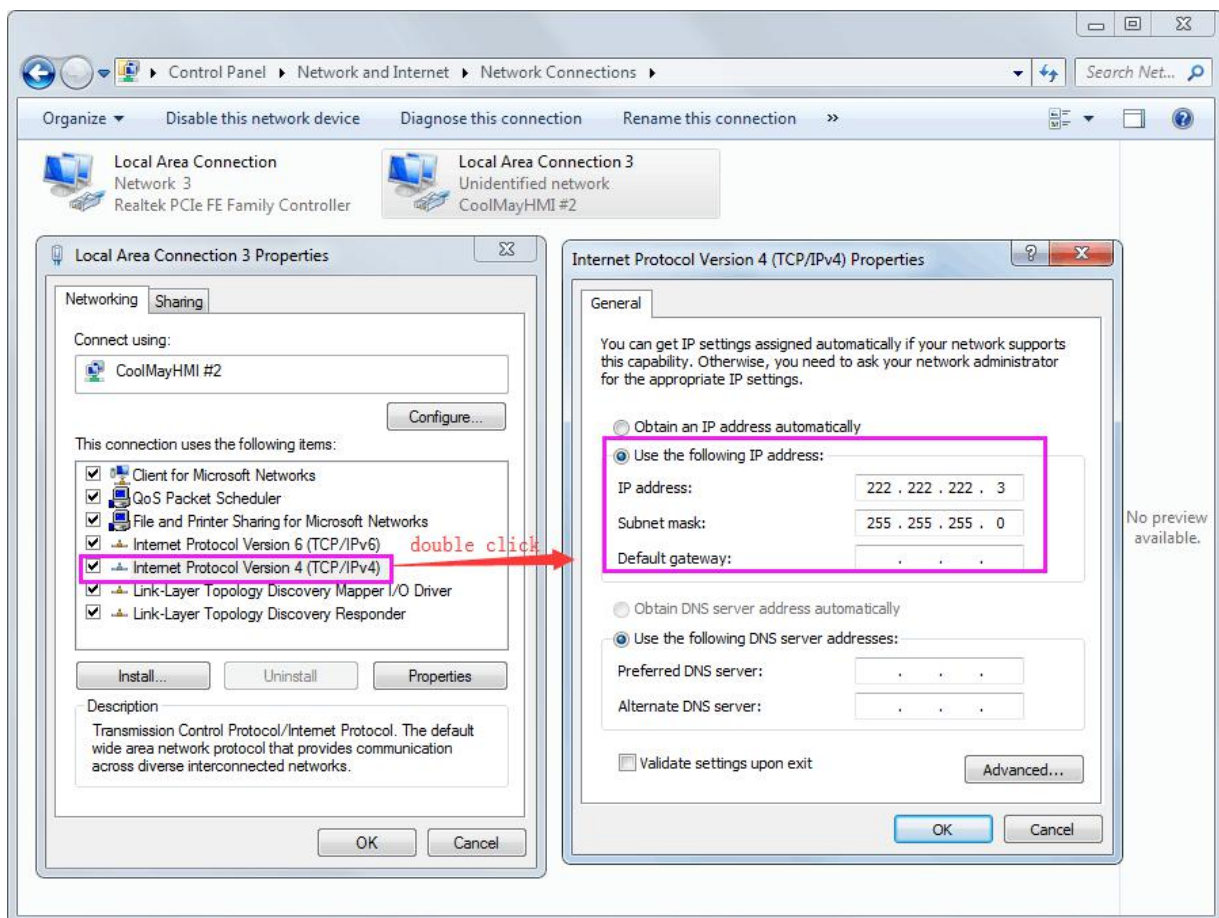 Control Panel Network and Internet Network Connections
Search Net...
Organize Disable this network device Diagnose this connection Rename this connection »
Local Area Connection
Network 3
Realtek PCIe FE Family Controller
Local Area Connection 3
Unidentified network
CoolMayHMI #2
Local Area Connection 3 Properties
Networking Sharing
Connect using:
CoolMayHMI #2
Configure...
This connection uses the following items:
Client for Microsoft Networks
QoS Packet Scheduler
File and Printer Sharing for Microsoft Networks
Internet Protocol Version 6 (TCP/IPv6)
Internet Protocol Version 4 (TCP/IPv4)
Link-Layer Topology Discovery Mapper I/O Driver
Link-Layer Topology Discovery Responder
Install... Uninstall Properties
Description
Transmission Control Protocol/Internet Protocol. The default
wide area network protocol that provides communication
across diverse interconnected networks.
OK Cancel
double click
Internet Protocol Version 4 (TCP/IPv4) Properties
General
You can get IP settings assigned automatically if your network supports
this capability. Otherwise, you need to ask your network administrator
for the appropriate IP settings.
Obtain an IP address automatically
Use the following IP address:
IP address: 222 . 222 . 222 . 3
Subnet mask: 255 . 255 . 255 . 0
Default gateway: . . .
Obtain DNS server address automatically
Use the following DNS server addresses:
Preferred DNS server: . . .
Alternate DNS server: . . .
Validate settings upon exit
Advanced...
OK Cancel
No preview
available.